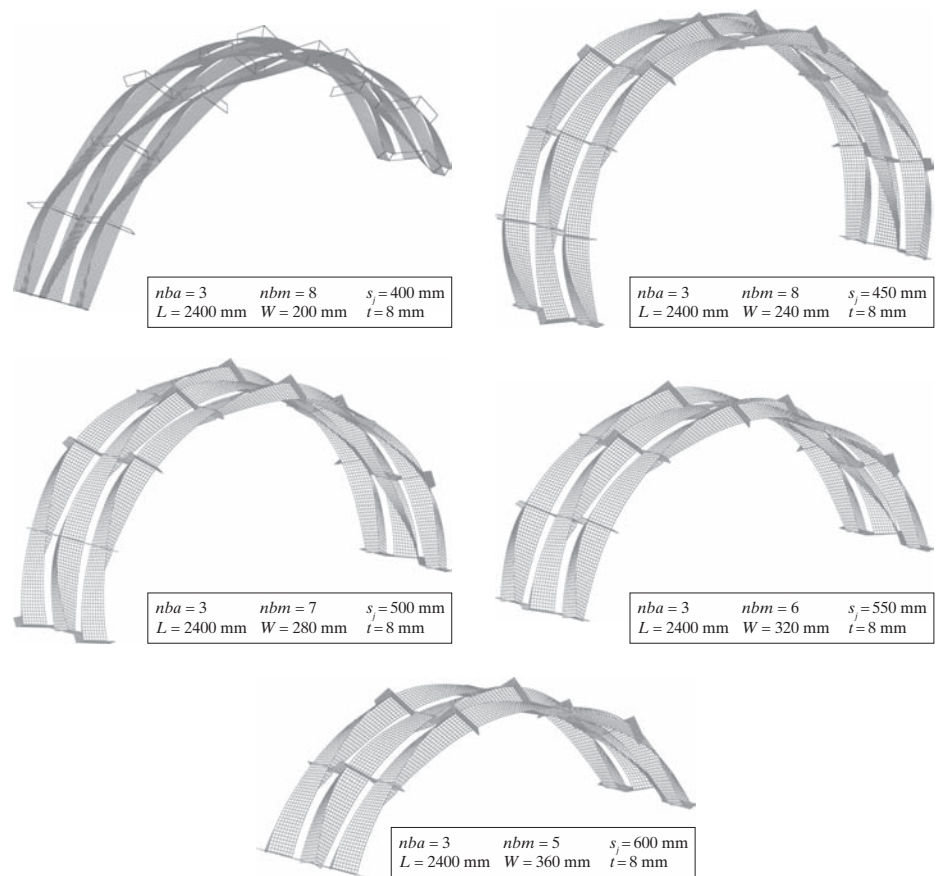 nba = 3 nbm = 8 s_j = 400 mm
L = 2400 mm W = 200 mm t = 8 mm
nba = 3 nbm = 8 s_j = 450 mm
L = 2400 mm W = 240 mm t = 8 mm
nba = 3 nbm = 7 s_j = 500 mm
L = 2400 mm W = 280 mm t = 8 mm
nba = 3 nbm = 6 s_j = 550 mm
L = 2400 mm W = 320 mm t = 8 mm
nba = 3 nbm = 5 s_j = 600 mm
L = 2400 mm W = 360 mm t = 8 mm